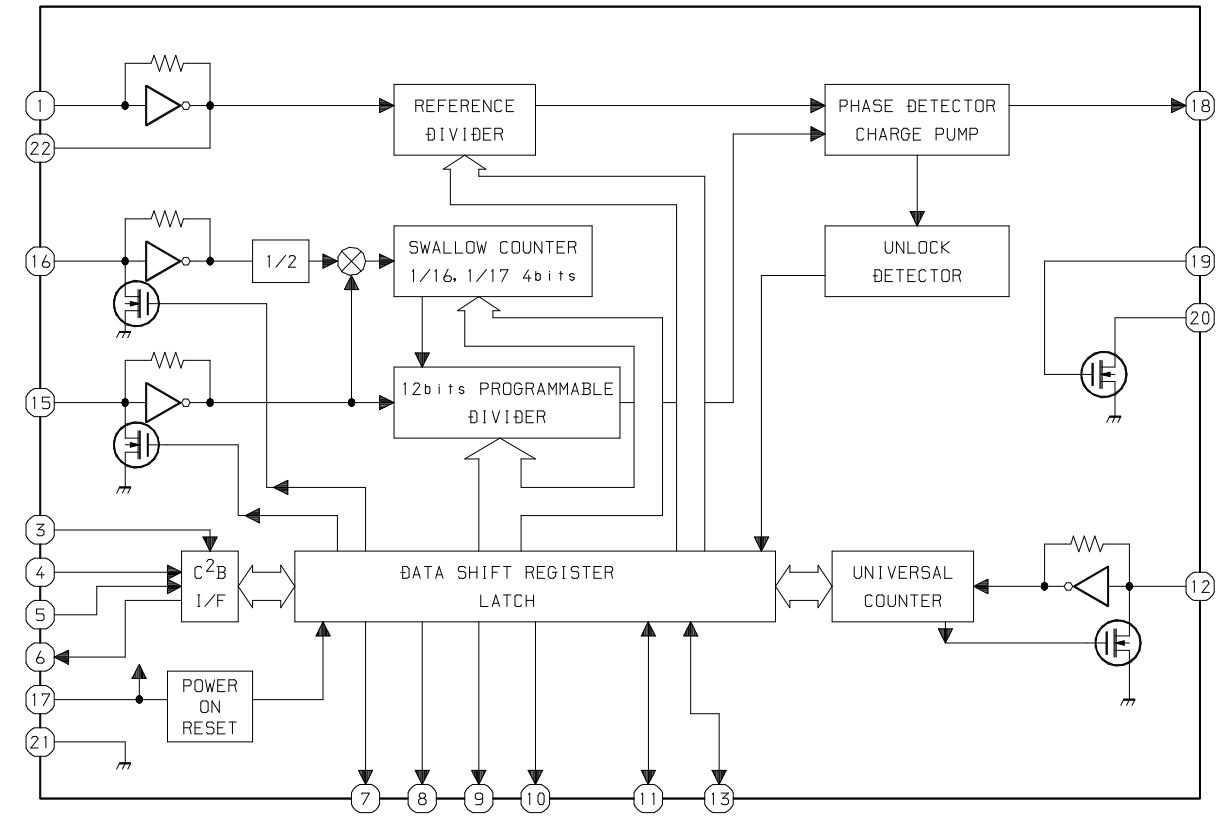 1
REFERENCE
DIVIDER
PHASE DETECTOR
CHARGE PUMP
18
22
16
1/2
SWALLOW COUNTER
1/16, 1/17 4bits
UNLOCK
DETECTOR
19
20
15
12bits PROGRAMMABLE
DIVIDER
3
4
5
6
C2B
I/F
DATA SHIFT REGISTER
LATCH
UNIVERSAL
COUNTER
12
17
POWER
ON
RESET
21
7
8
9
10
11
13